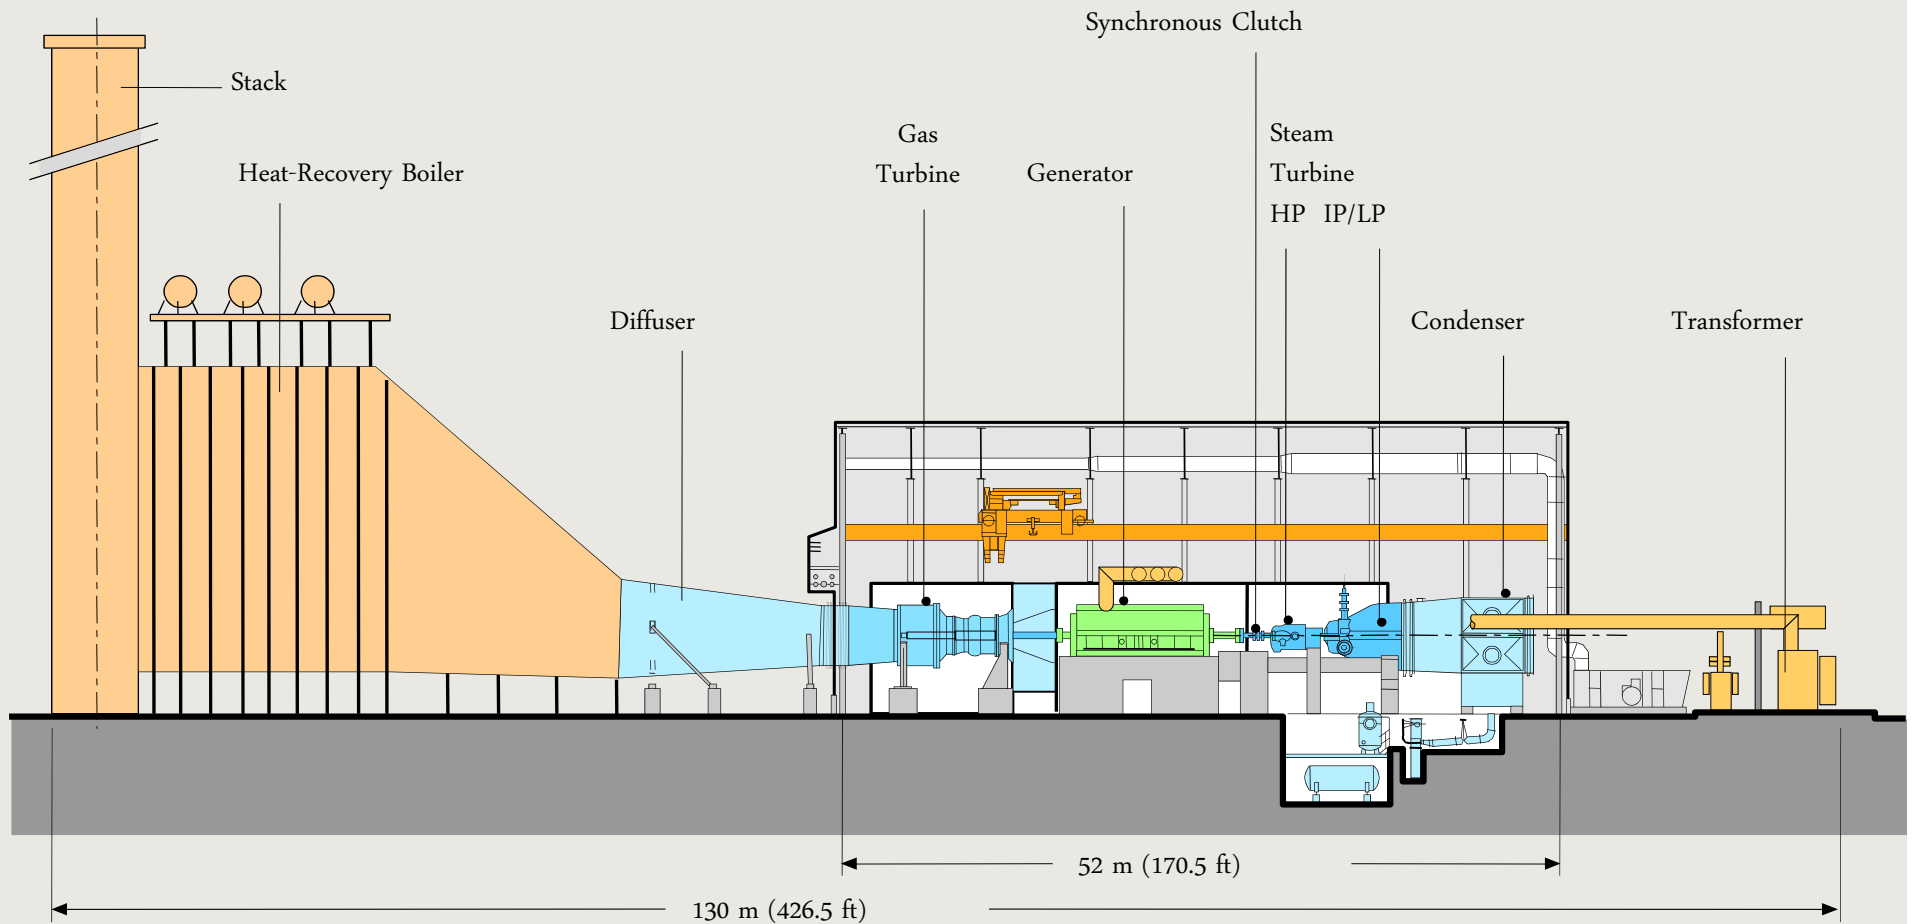 Synchronous Clutch
Stack
Gas
Turbine
Steam
Turbine
HP IP/LP
Heat-Recovery Boiler
Generator
Diffuser
Condenser
Transformer
52 m (170.5 ft)
130 m (426.5 ft)